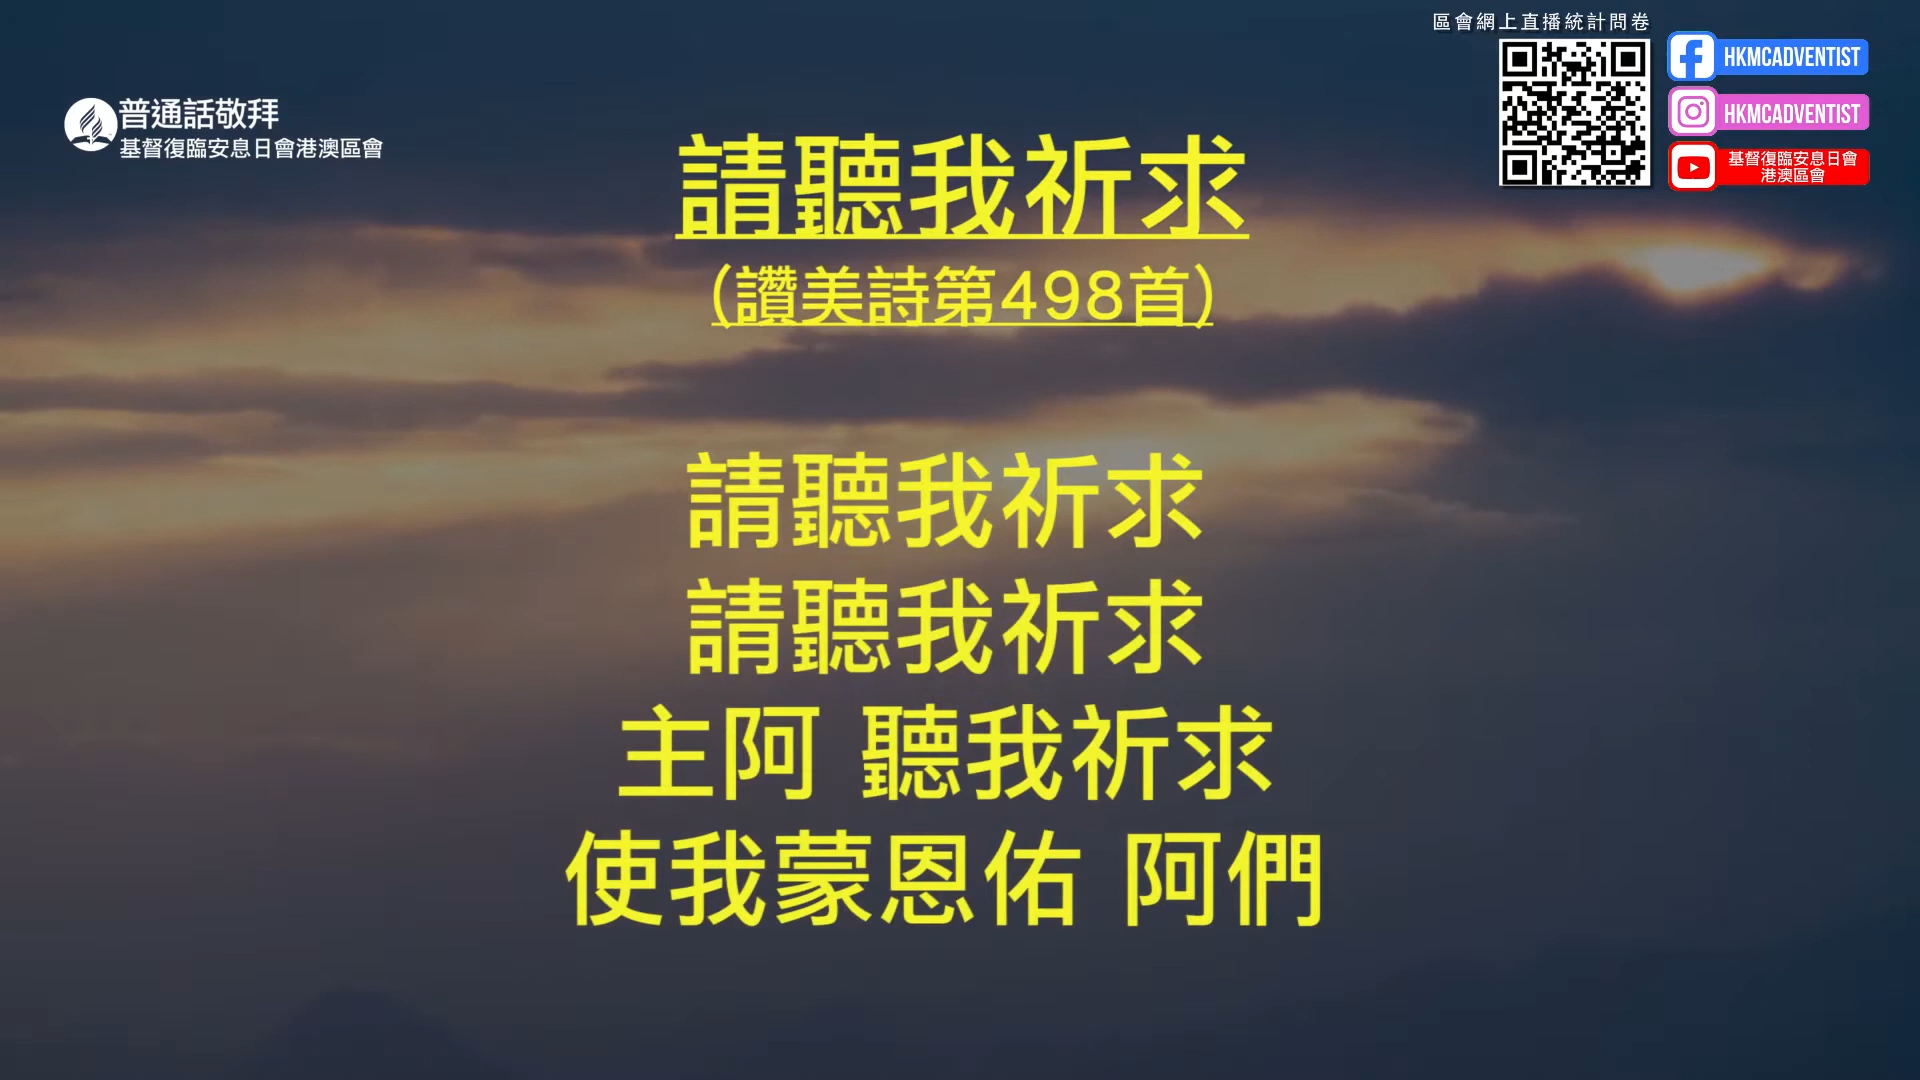 區會網上直播統計問卷
HKMCADVENTIST
HKMCADVENTIST
基督復臨安息日會
港澳區會
普通話敬拜
基督復臨安息日會港澳區會
請聽我祈求
(讚美詩第498首)
請聽我祈求
請聽我祈求
主阿 聽我祈求
使我蒙恩佑 阿們